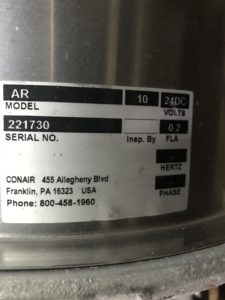 AR 10 24DC
MODEL VOLTS
221730 0.2
SERIAL NO. Insp. By FLA
HERTZ
CONAIR 455 Allegheny Blvd
Franklin, PA 16323 USA
PHASE
Phone: 800-458-1960